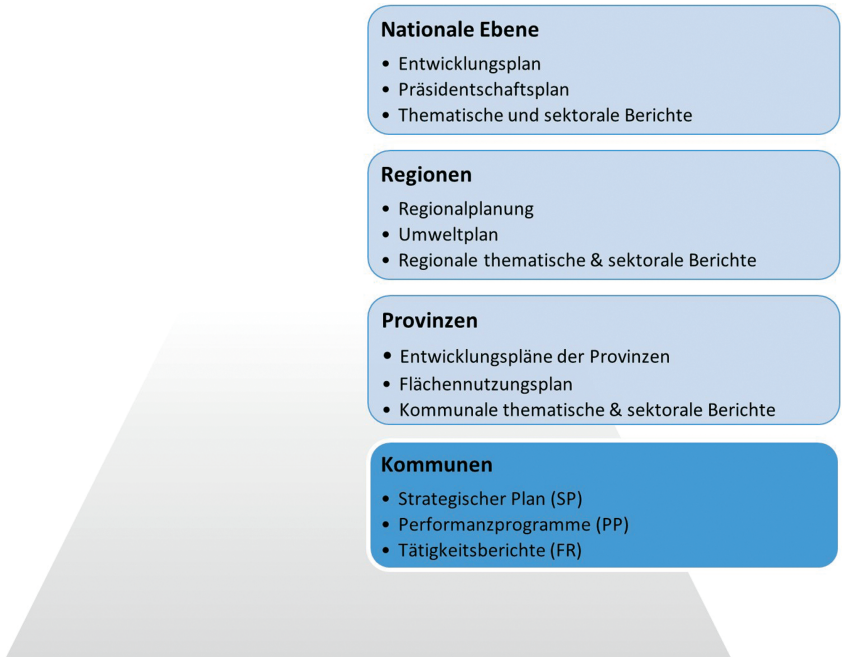 Nationale Ebene
• Entwicklungsplan
• Präsidentschaftsplan
• Thematische und sektorale Berichte
Regionen
• Regionalplanung
• Umweltplan
• Regionale thematische & sektorale Berichte
Provinzen
• Entwicklungspläne der Provinzen
• Flächennutzungsplan
• Kommunale thematische & sektorale Berichte
Kommunen
• Strategischer Plan (SP)
• Performanzprogramme (PP)
• Tätigkeitsberichte (FR)